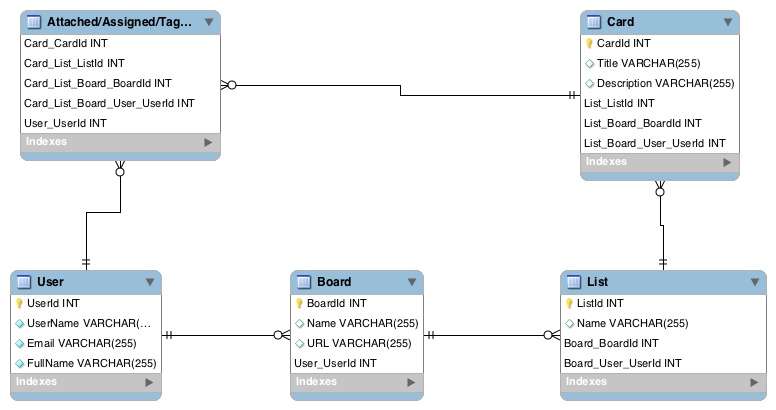 Attached/Assigned/Tag...
Card_CardId INT
Card_List_ListId INT
Card_List_Board_BoardId INT
Card_List_Board_User_UserId INT
User_UserId INT
Indexes
Card
CardId INT
Title VARCHAR(255)
Description VARCHAR(255)
List_ListId INT
List_Board_BoardId INT
List_Board_User_UserId INT
Indexes
User
UserId INT
UserName VARCHAR(...
Email VARCHAR(255)
FullName VARCHAR(255)
Indexes
Board
BoardId INT
Name VARCHAR(255)
URL VARCHAR(255)
User_UserId INT
Indexes
List
ListId INT
Name VARCHAR(255)
Board_BoardId INT
Board_User_UserId INT
Indexes